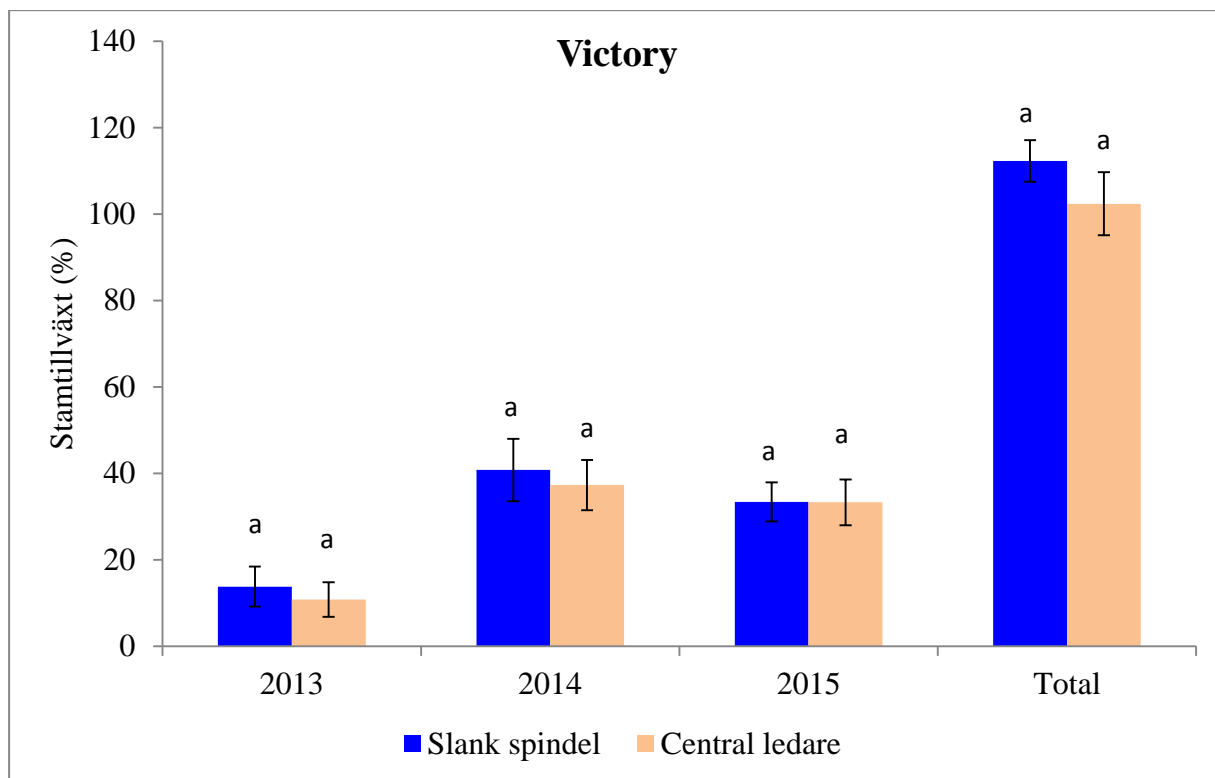 Victory
Stamtillväxt (%)
140
120
100
80
60
40
20
0
a a a a a a a a
2013 2014 2015 Total
Slank spindel Central ledare